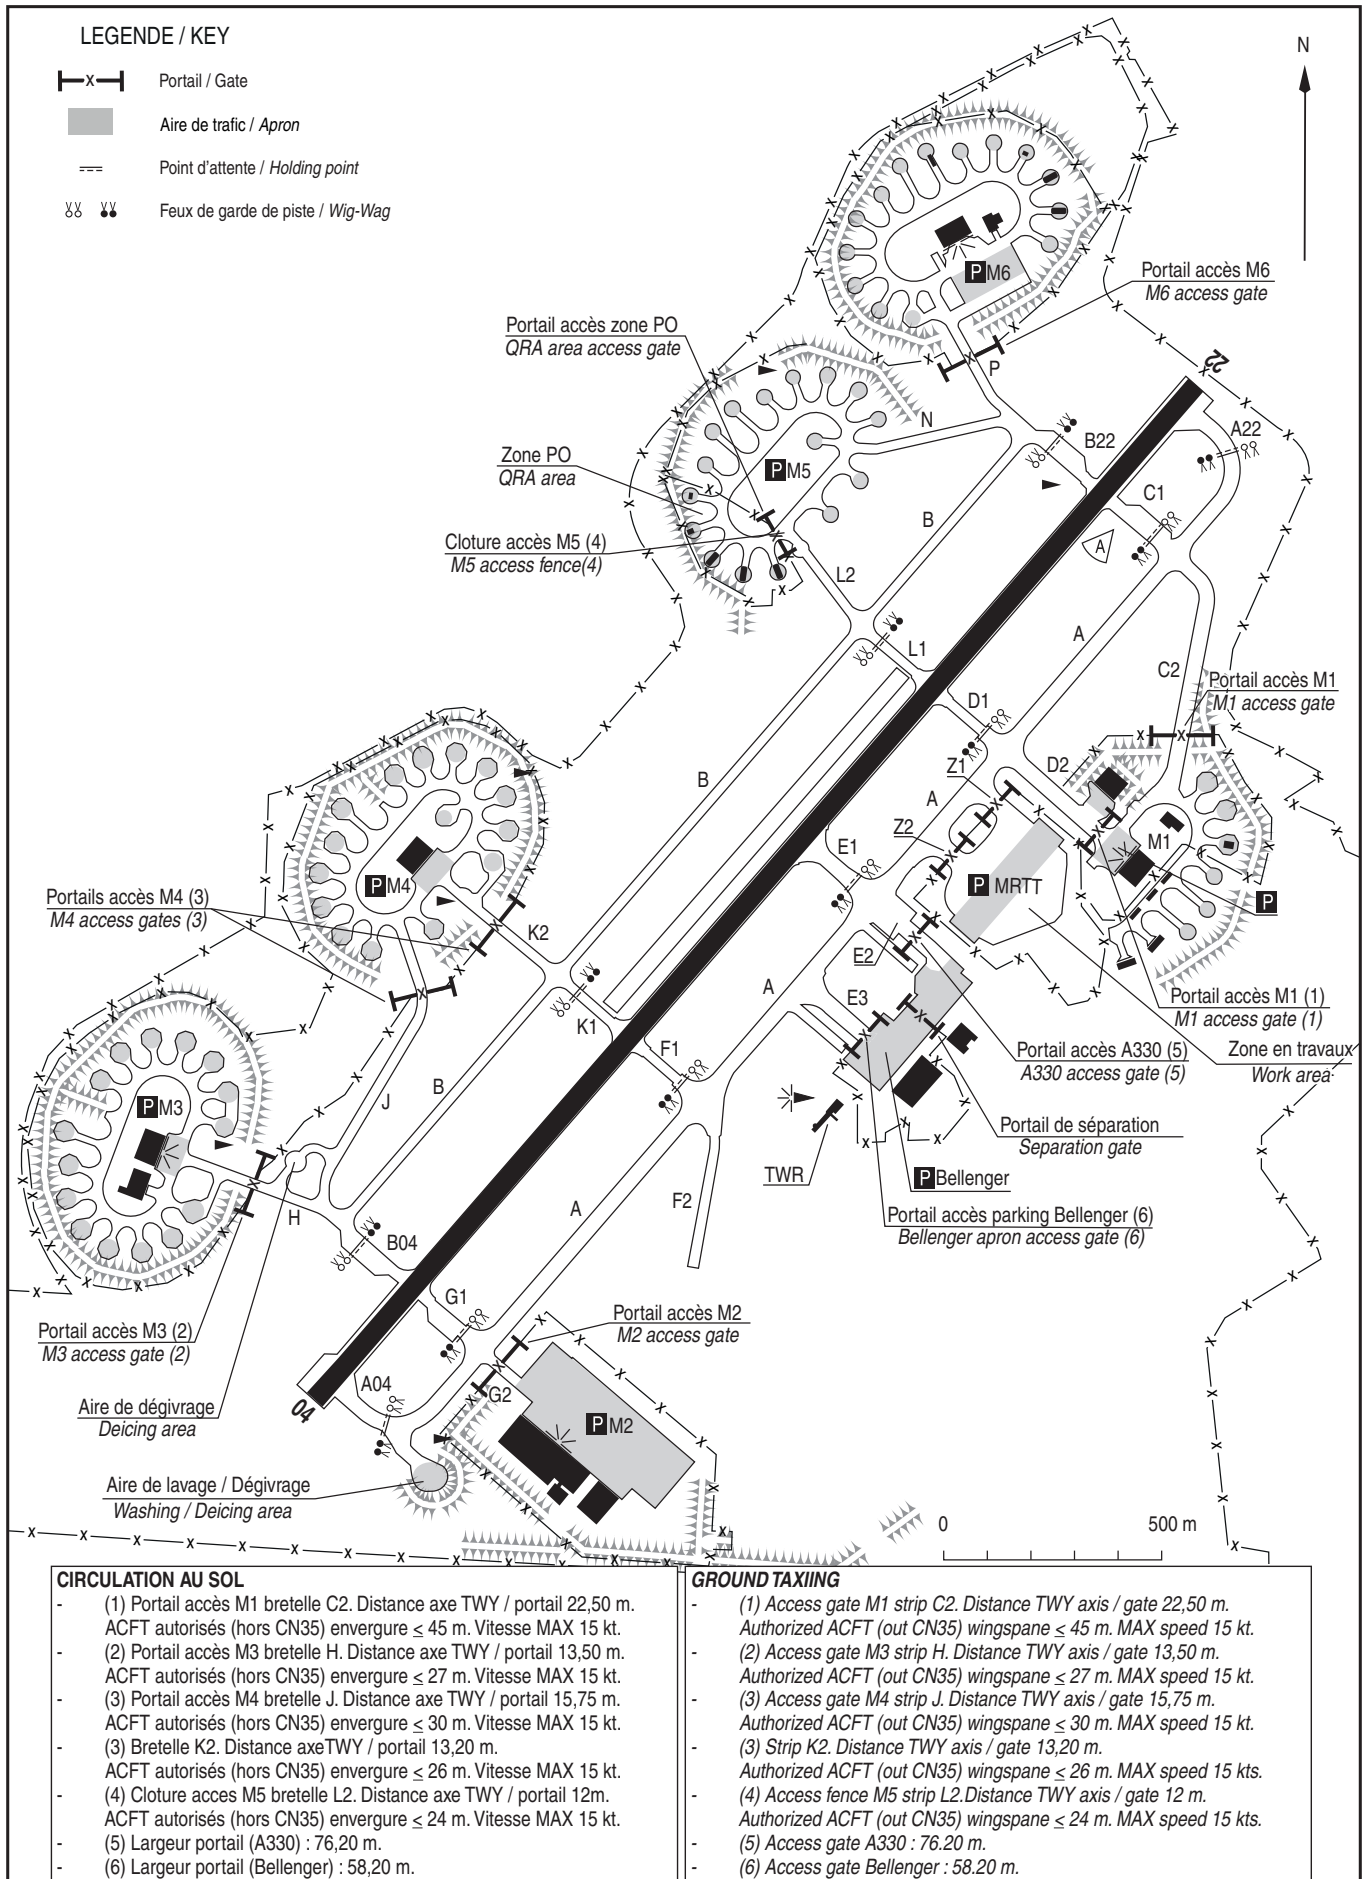 LEGENDE / KEY
Portail / Gate
Aire de trafic / Apron
Point d'attente / Holding point
Feux de garde de piste / Wig-Wag
N
Portail accès M6
M6 access gate
P M6
Portail accès zone PO
QRA area access gate
P
22
N
B22
A22
Zone PO
QRA area
P M5
C1
B
Cloture accès M5 (4)
M5 access fence(4)
A
L2
A
L1
C2
Portail accès M1
M1 access gate
D1
D2
Z1
B
A
Z2
M1
E1
P M4
P MRTT
P
Portails accès M4 (3)
M4 access gates (3)
K2
E2
A
E3
Portail accès M1 (1)
M1 access gate (1)
K1
F1
Portail accès A330 (5)
A330 access gate (5)
Zone en travaux
Work area
B
J
P M3
Portail de séparation
Separation gate
TWR
P Bellenger
A
F2
H
Portail accès parking Bellenger (6)
Bellenger apron access gate (6)
B04
G1
Portail accès M2
M2 access gate
Portail accès M3 (2)
M3 access gate (2)
A04
G2
04
Aire de dégivrage
Deicing area
P M2
Aire de lavage / Dégivrage
Washing / Deicing area
0 500 m
CIRCULATION AU SOL
- (1) Portail accès M1 bretelle C2. Distance axe TWY / portail 22,50 m.
ACFT autorisés (hors CN35) envergure ≤ 45 m. Vitesse MAX 15 kt.
- (2) Portail accès M3 bretelle H. Distance axe TWY / portail 13,50 m.
ACFT autorisés (hors CN35) envergure ≤ 27 m. Vitesse MAX 15 kt.
- (3) Portail accès M4 bretelle J. Distance axe TWY / portail 15,75 m.
ACFT autorisés (hors CN35) envergure ≤ 30 m. Vitesse MAX 15 kt.
- (3) Bretelle K2. Distance axeTWY / portail 13,20 m.
ACFT autorisés (hors CN35) envergure ≤ 26 m. Vitesse MAX 15 kt.
- (4) Cloture acces M5 bretelle L2. Distance axe TWY / portail 12m.
ACFT autorisés (hors CN35) envergure ≤ 24 m. Vitesse MAX 15 kt.
- (5) Largeur portail (A330) : 76,20 m.
- (6) Largeur portail (Bellenger) : 58,20 m.
GROUND TAXIING
- (1) Access gate M1 strip C2. Distance TWY axis / gate 22,50 m.
Authorized ACFT (out CN35) wingspane ≤ 45 m. MAX speed 15 kt.
- (2) Access gate M3 strip H. Distance TWY axis / gate 13,50 m.
Authorized ACFT (out CN35) wingspane ≤ 27 m. MAX speed 15 kt.
- (3) Access gate M4 strip J. Distance TWY axis / gate 15,75 m.
Authorized ACFT (out CN35) wingspane ≤ 30 m. MAX speed 15 kt.
- (3) Strip K2. Distance TWY axis / gate 13,20 m.
Authorized ACFT (out CN35) wingspane ≤ 26 m. MAX speed 15 kts.
- (4) Access fence M5 strip L2.Distance TWY axis / gate 12 m.
Authorized ACFT (out CN35) wingspane ≤ 24 m. MAX speed 15 kts.
- (5) Access gate A330 : 76.20 m.
- (6) Access gate Bellenger : 58.20 m.